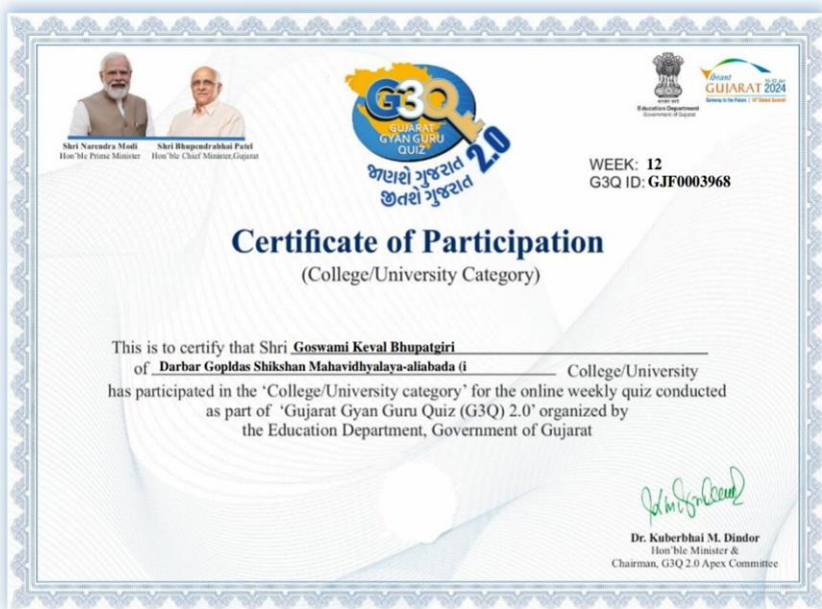 Shri Narendra Modi
Hon'ble Prime Minister
Shri Bhupendrabhai Patel
Hon'ble Chief Minister,Gujarat
G3Q
GUJARAT
GYAN GURU
QUIZ
2.0
જાણશે ગુજરાત
જીતશે ગુજરાત
Education Department
Government of Gujarat
Vibrant
GUJARAT 2024
Gateway to the Future
WEEK: 12
G3Q ID: GJF0003968
Certificate of Participation
(College/University Category)
This is to certify that Shri Goswami Keval Bhupatgiri
of Darbar Gopldas Shikshan Mahavidhyalaya-aliabada (i College/University
has participated in the 'College/University category' for the online weekly quiz conducted
as part of 'Gujarat Gyan Guru Quiz (G3Q) 2.0' organized by
the Education Department, Government of Gujarat
Dr. Kuberbhai M. Dindor
Hon'ble Minister &
Chairman, G3Q 2.0 Apex Committee